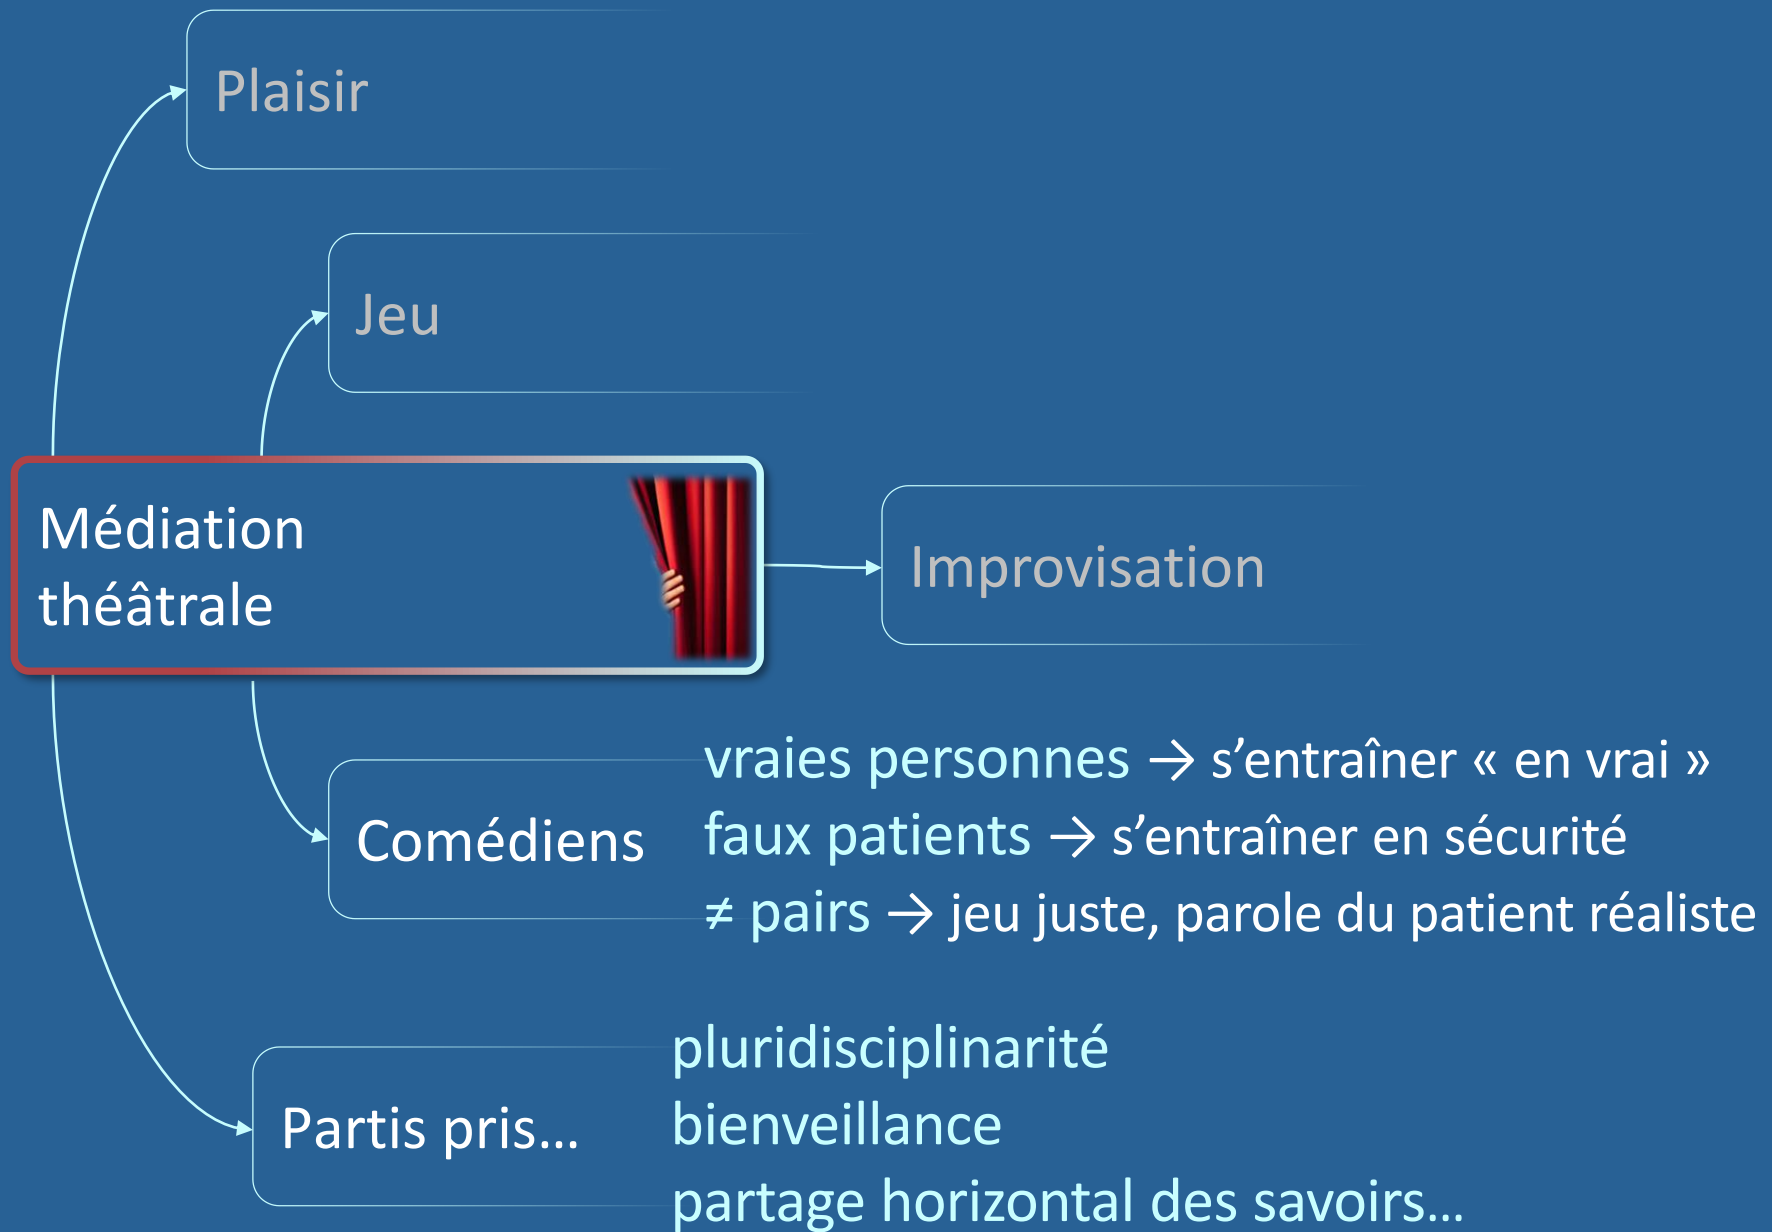 Plaisir
Jeu
Médiation
théâtrale
Improvisation
Comédiens
vraies personnes → s’entraîner « en vrai »
faux patients → s’entraîner en sécurité
≠ pairs → jeu juste, parole du patient réaliste
Partis pris…
pluridisciplinarité
bienveillance
partage horizontal des savoirs…